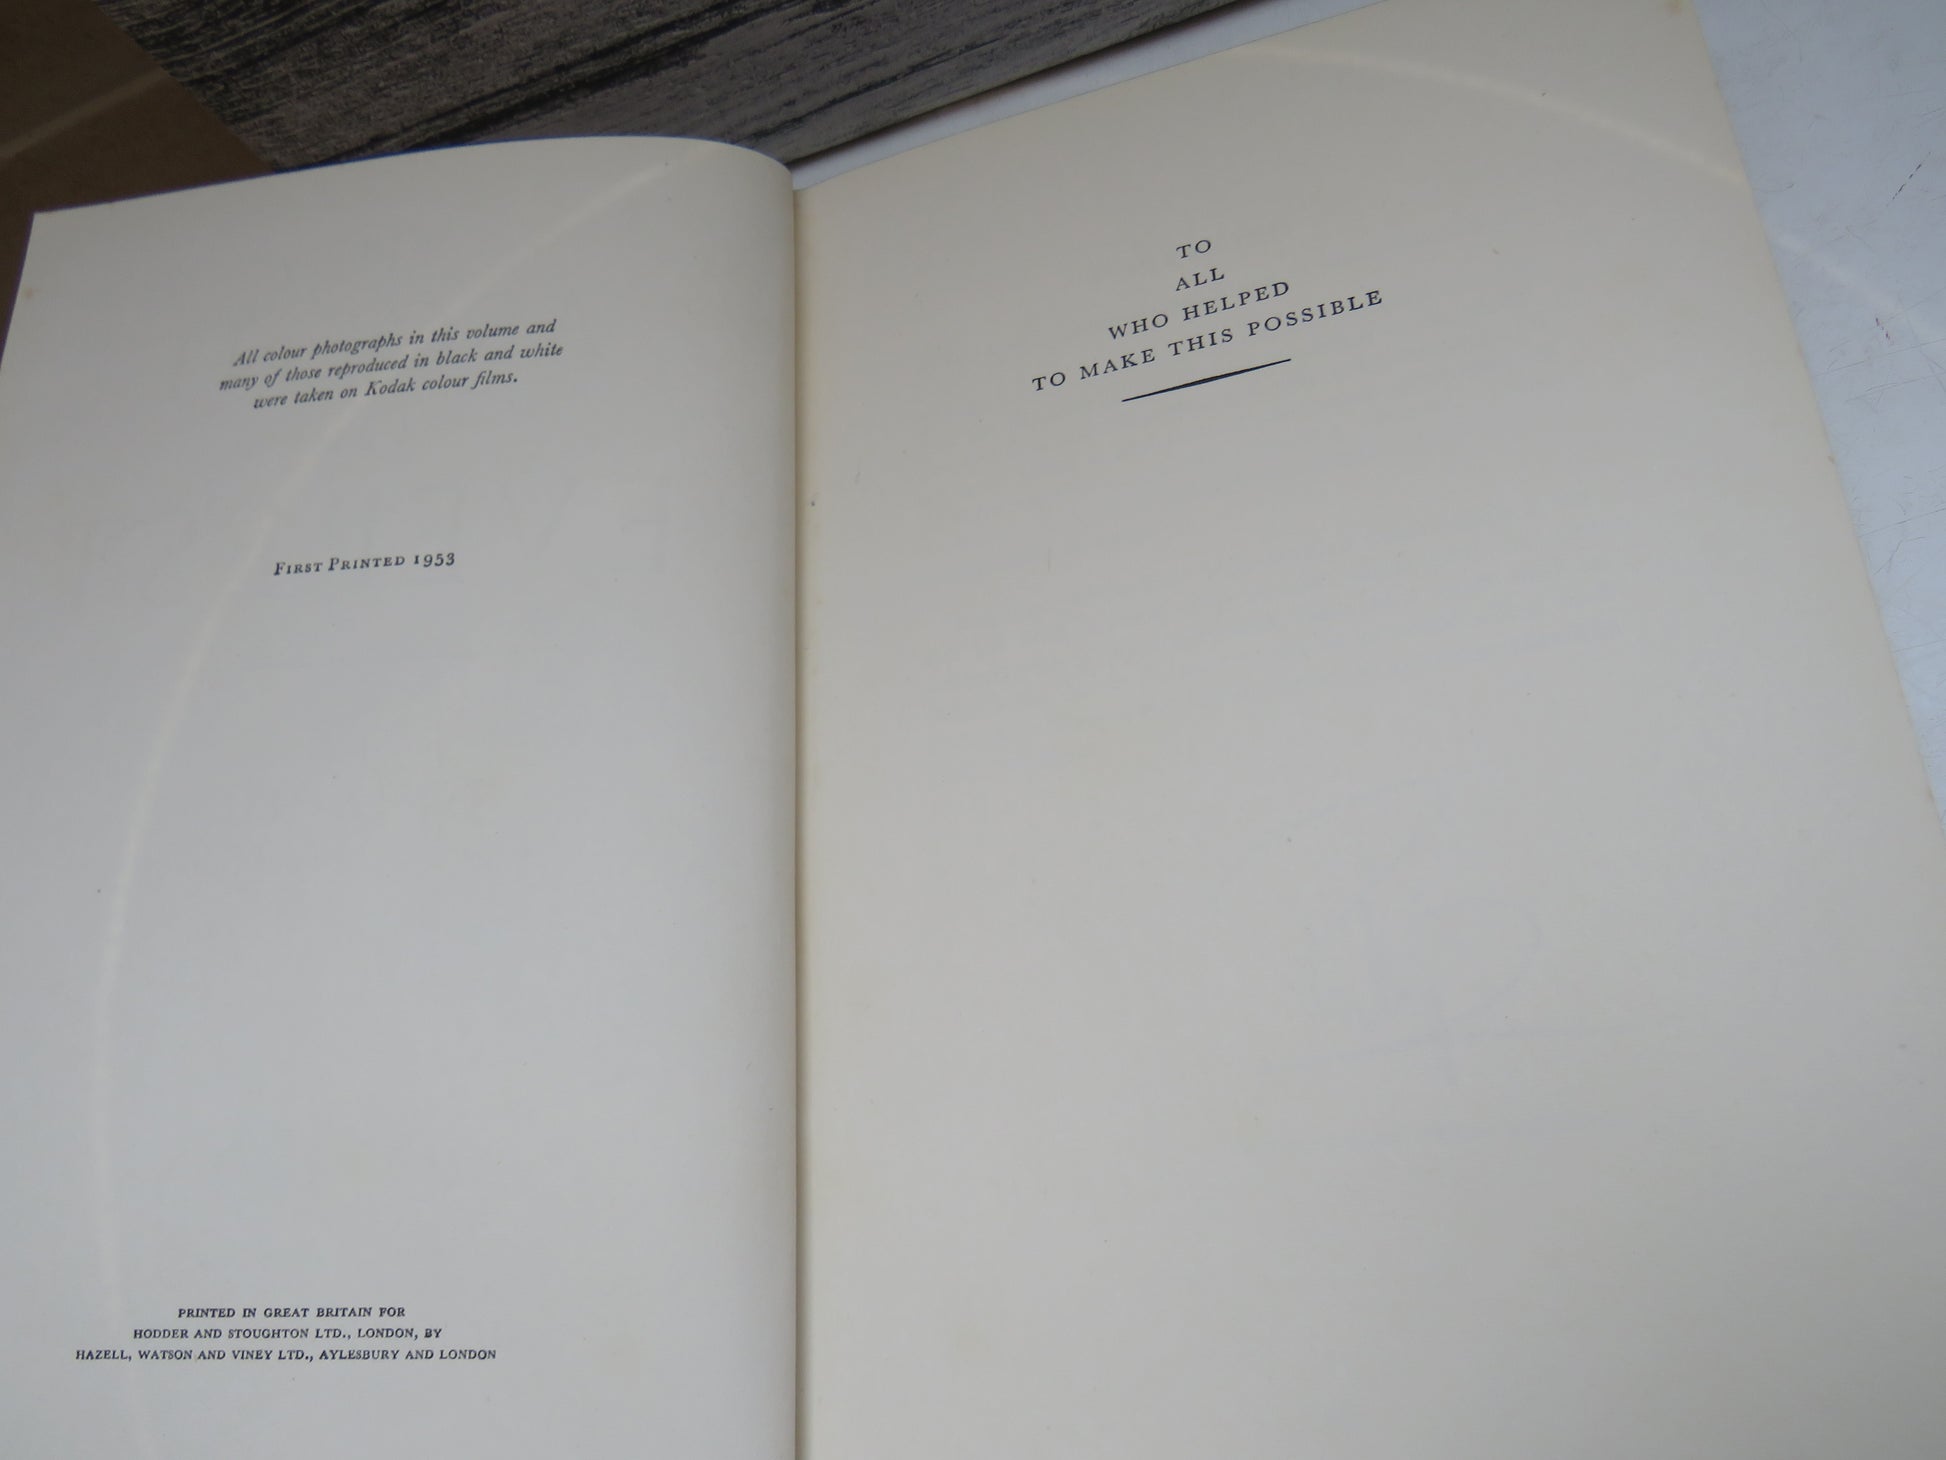 All colour photographs in this volume and
many of those reproduced in black and white
were taken on Kodak colour films.
FIRST PRINTED 1953
PRINTED IN GREAT BRITAIN FOR
HODDER AND STOUGHTON LTD., LONDON, BY
HAZELL, WATSON AND VINEY LTD., AYLESBURY AND LONDON
TO
ALL
WHO HELPED
TO MAKE THIS POSSIBLE